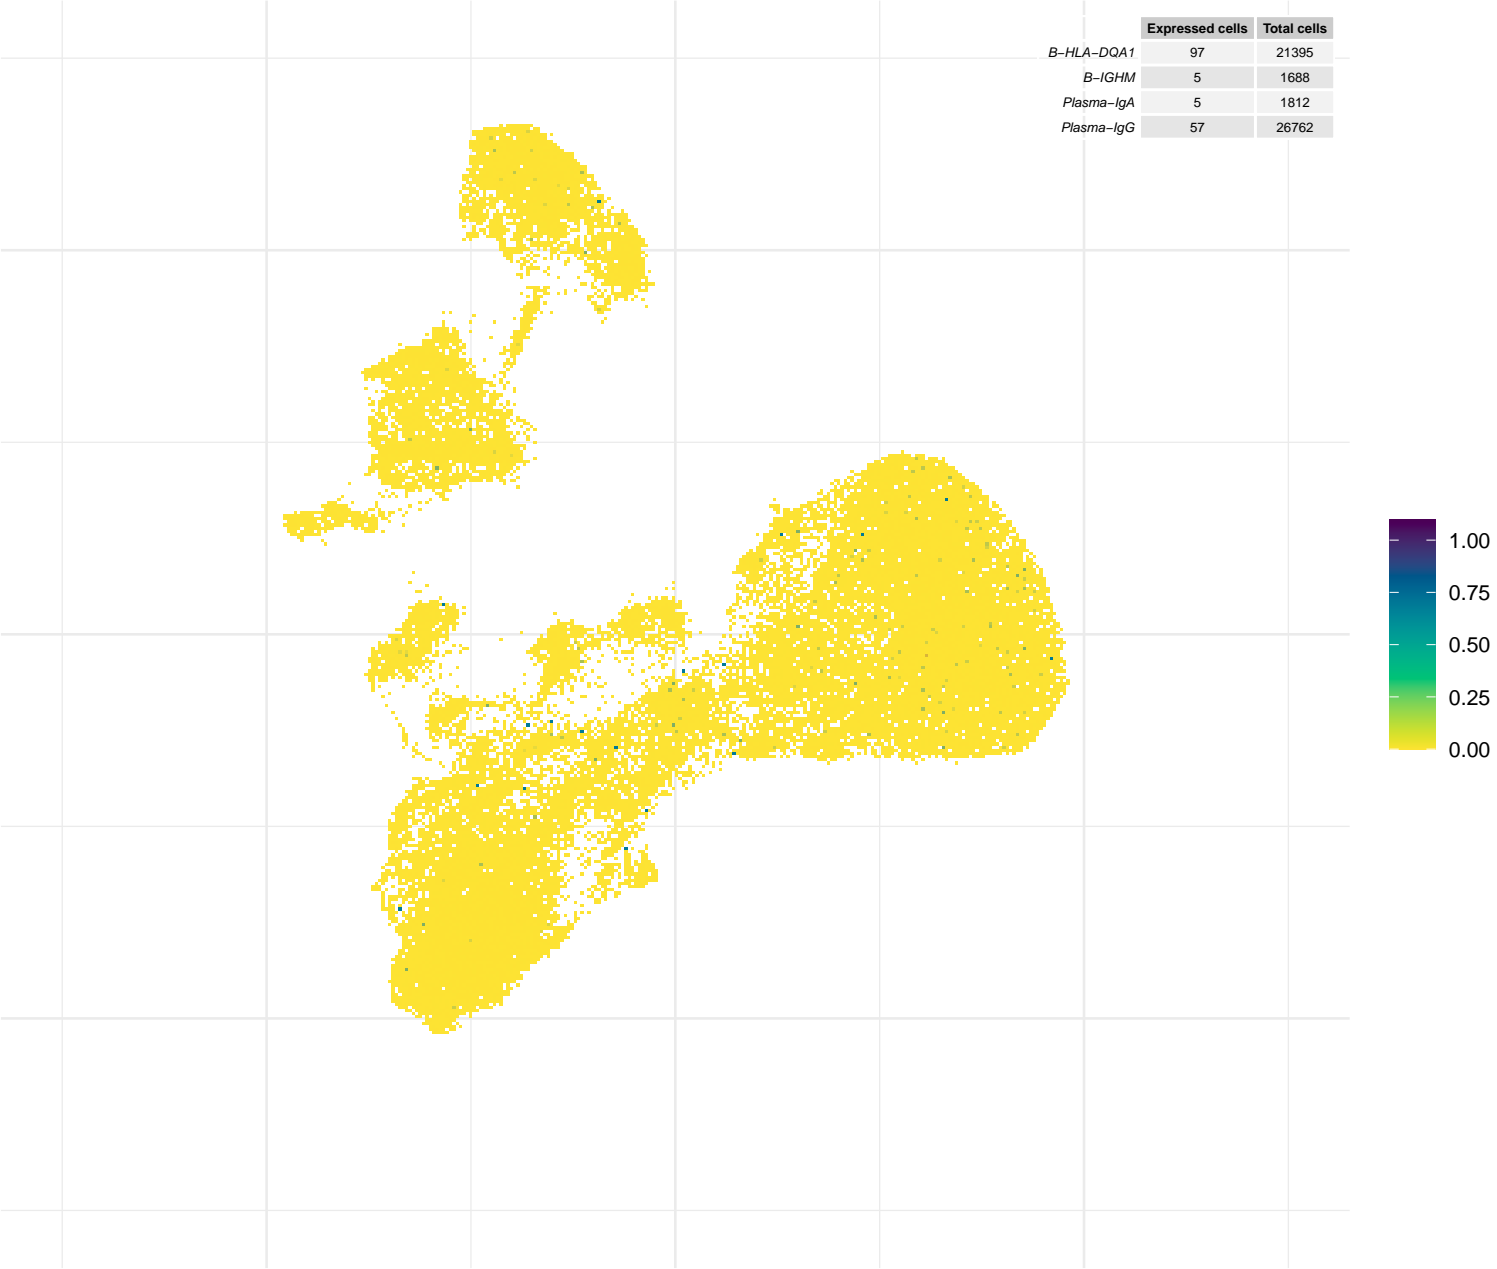 Expressed cells Total cells
B−HLA−DQA1 97 21395
B−IGHM 5 1688
Plasma−IgA 5 1812
Plasma−IgG 57 26762
1.00
0.75
0.50
0.25
0.00